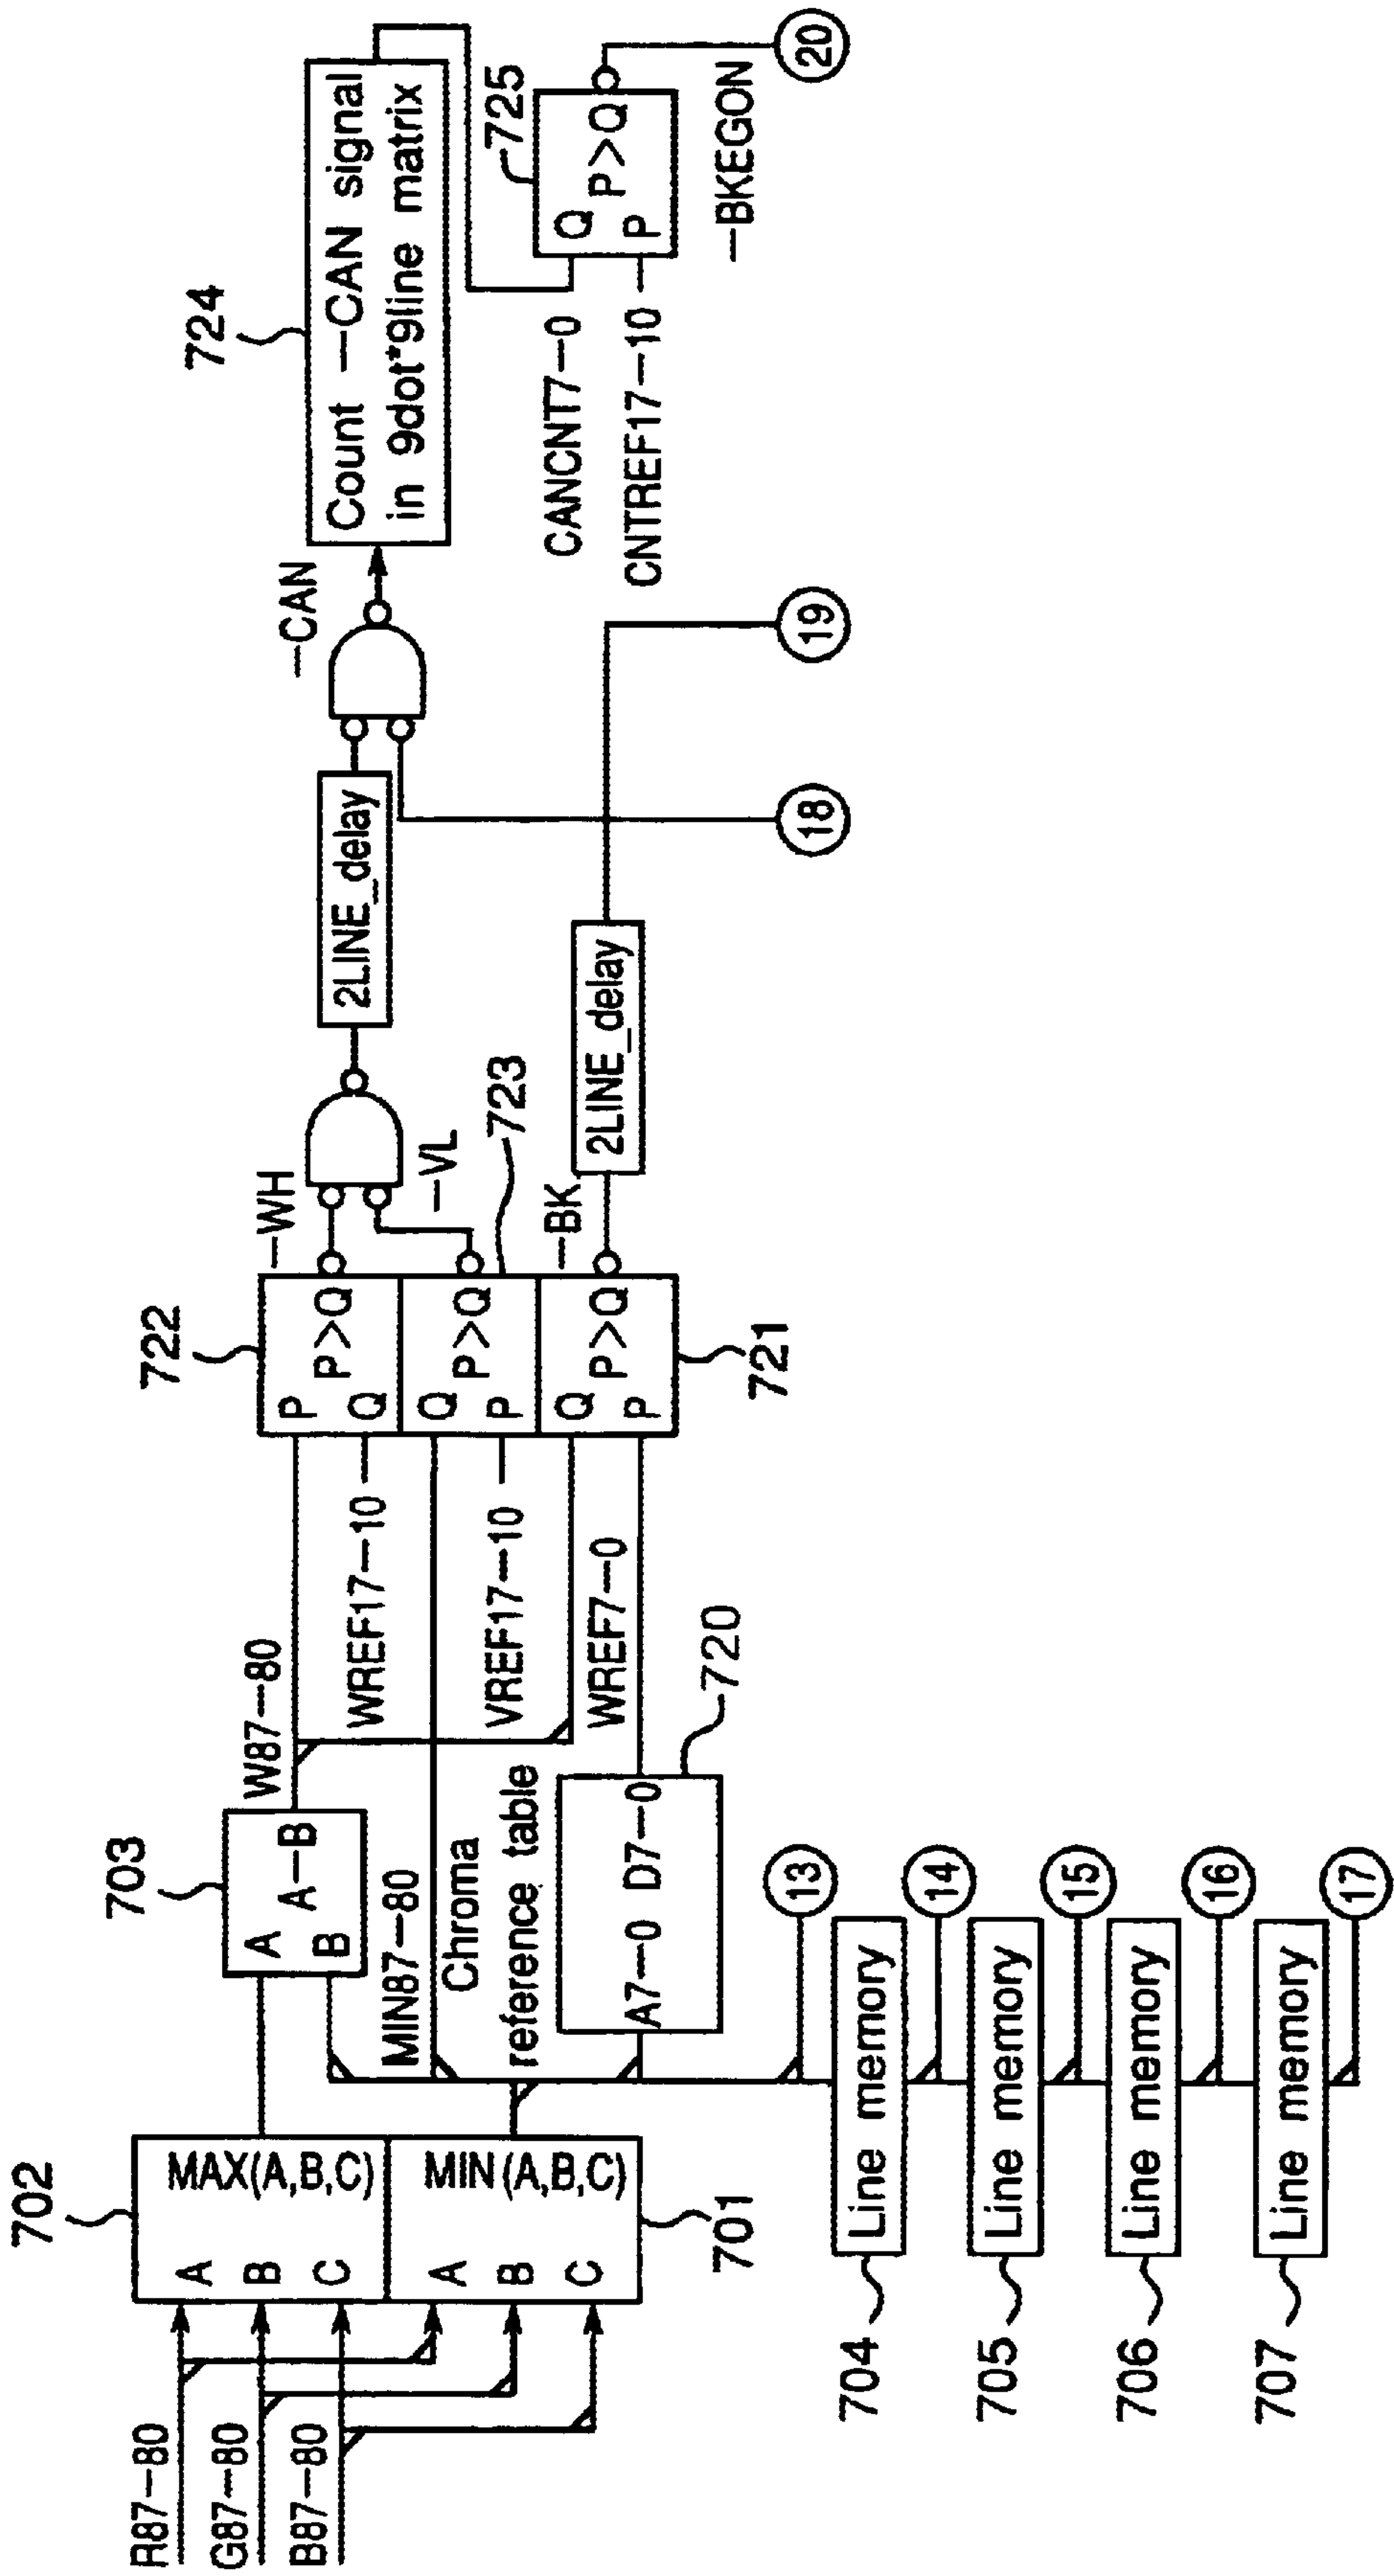 R87-80
G87-80
B87-80
702
A
B
C
MAX(A,B,C)
A
B
C
MIN(A,B,C)
701
703
A
B
A-B
W87-80
MIN87-80
Chroma
reference table
A7-0 D7-0
720
WREF17-10
VREF17-10
WREF7-0
704
Line memory
705
Line memory
706
Line memory
707
Line memory
13
14
15
16
17
722
P
Q
P>Q
Q
P
P>Q
723
Q
P
P>Q
721
-WH
-VL
-BK
2LINE_delay
2LINE_delay
18
19
-CAN
724
Count -CAN signal
in 9dot*9line matrix
CANCNT7-0
CNTREF17-10
725
Q
P
P>Q
-BKEGON
20